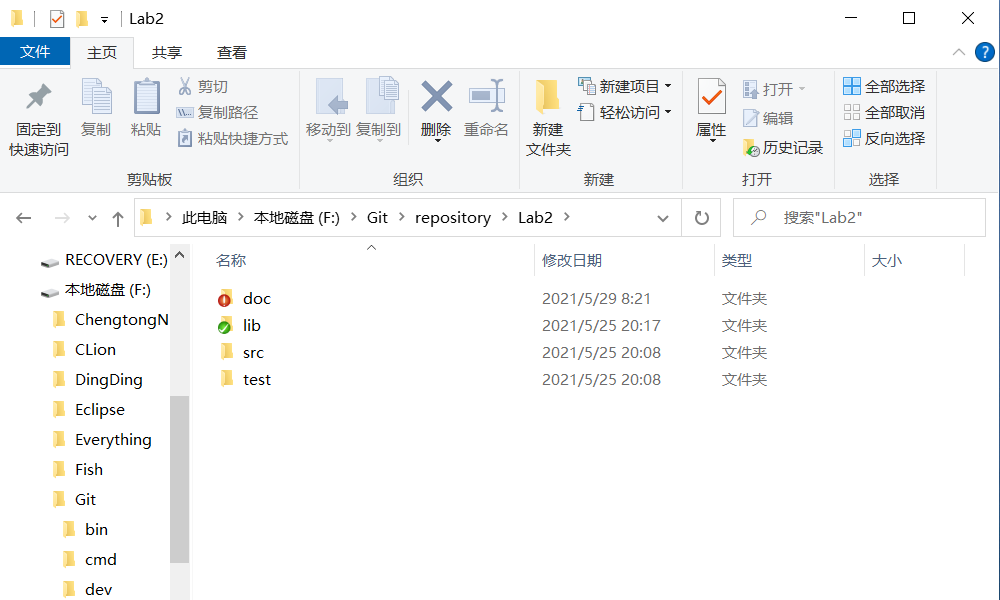 Lab2
文件 主页 共享 查看
固定到
快速访问
复制
粘贴
剪切
复制路径
粘贴快捷方式
剪贴板
移动到
复制到
删除
重命名
组织
新建
文件夹
新建项目
轻松访问
新建
属性
打开
编辑
历史记录
打开
全部选择
全部取消
反向选择
选择
此电脑 本地磁盘 (F:) Git repository Lab2
搜索"Lab2"
RECOVERY (E:)
本地磁盘 (F:)
ChengtongN
CLion
DingDing
Eclipse
Everything
Fish
Git
bin
cmd
dev
名称 修改日期 类型 大小
doc 2021/5/29 8:21 文件夹
lib 2021/5/25 20:17 文件夹
src 2021/5/25 20:08 文件夹
test 2021/5/25 20:08 文件夹